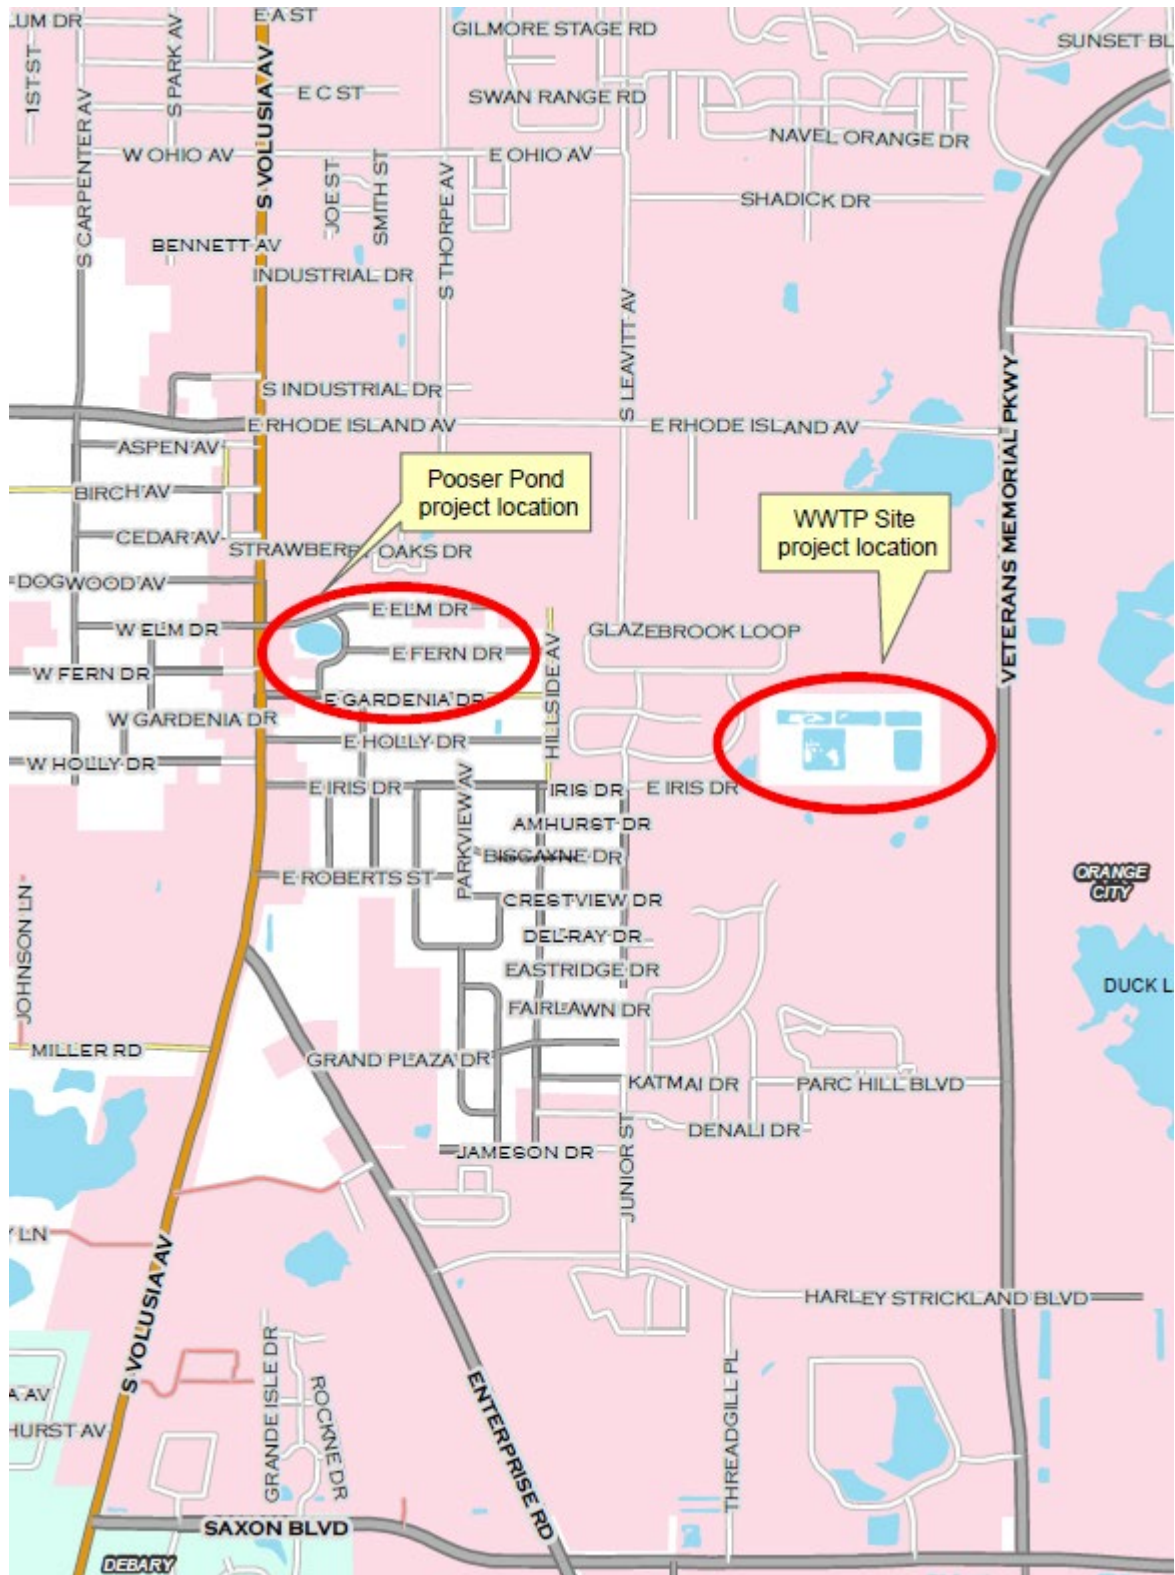 LUM DR
E A ST
GILMORE STAGE RD
SUNSET BL
1ST ST
S PARK AV
S VOLUSIA AV
E C ST
SWAN RANGE RD
NAVEL ORANGE DR
S CARPENTER AV
W OHIO AV
E OHIO AV
JOE ST
SMITH ST
S THORPE AV
SHADICK DR
BENNETT AV
INDUSTRIAL DR
S LEAVITT AV
S INDUSTRIAL DR
VETERANS MEMORIAL PKWY
E RHODE ISLAND AV
E RHODE ISLAND AV
ASPEN AV
BIRCH AV
Pooser Pond
project location
WWTP Site
project location
CEDAR AV
STRAWBERRY OAKS DR
DOGWOOD AV
E ELM DR
W ELM DR
GLAZEBROOK LOOP
E FERN DR
W FERN DR
HILLSIDE AV
E GARDENIA DR
W GARDENIA DR
E HOLLY DR
W HOLLY DR
E IRIS DR
IRIS DR
E IRIS DR
PARKVIEW AV
AMHURST DR
BISCAYNE DR
E ROBERTS ST
ORANGE
CITY
CRESTVIEW DR
JOHNSON LN
DEL-RAY DR
EASTRIDGE DR
DUCK L
FAIRLAWN DR
MILLER RD
GRAND PLAZA DR
KATMAI DR
PARC HILL BLVD
DENALI DR
JAMESON DR
JUNIOR ST
Y LN
S VOLUSIA AV
HARLEY STRICKLAND BLVD
GRANDE ISLE DR
ROCKNE DR
ENTERPRISE RD
THREADGILL PL
A AV
HURST AV
SAXON BLVD
DEBARY